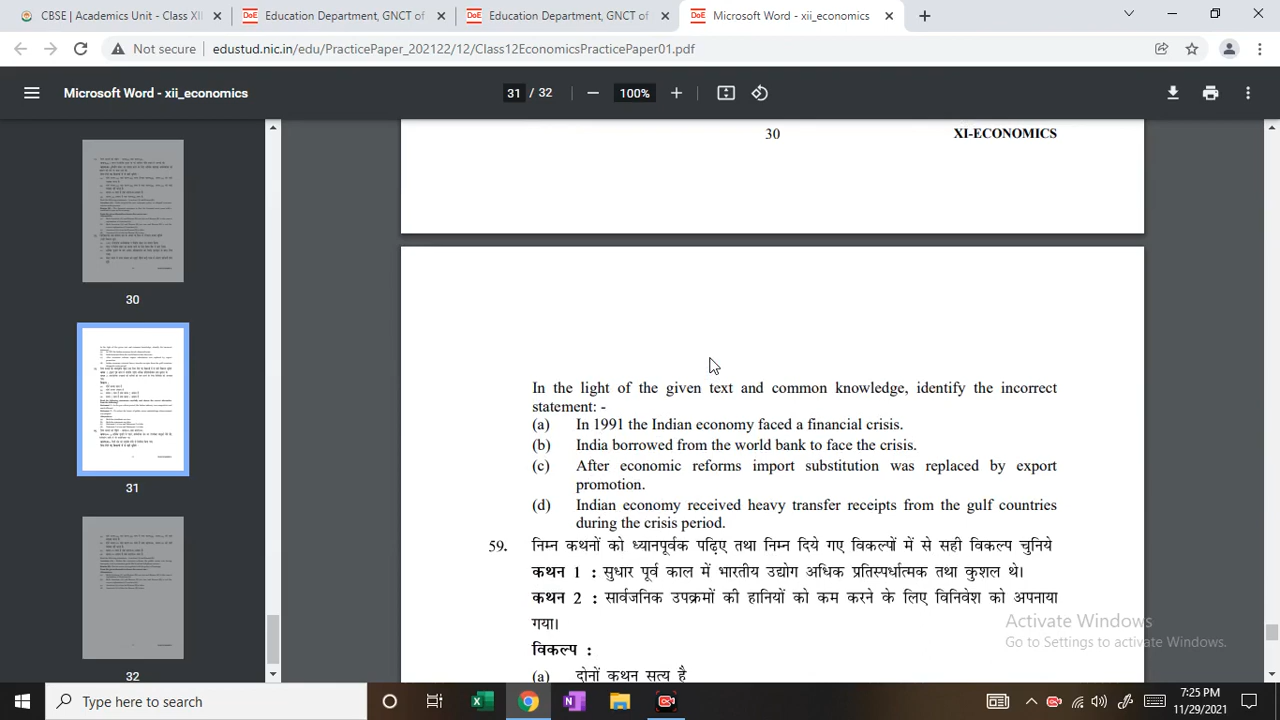 CBSE | Academics Unit - Class XII
Education Department, GNCT of
Education Department, GNCT of
Microsoft Word - xii_economics
Not secure
edustud.nic.in/edu/PracticePaper_202122/12/Class12EconomicsPracticePaper01.pdf
Microsoft Word - xii_economics
31 / 32
100%
30
XI-ECONOMICS
30
31
32
In the light of the given text and common knowledge, identify the incorrect
statement: -
(a) In 1991 the Indian economy faced a financial crisis.
(b) India borrowed from the world bank to face the crisis.
(c) After economic reforms import substitution was replaced by export
promotion.
(d) Indian economy received heavy transfer receipts from the gulf countries
during the crisis period.
59. निम्न कथनों को ध्यानपूर्वक पढ़िए तथा निम्न दिये गए विकल्पों में से सही विकल्प चुनिये
कथन 1 : सुधार पूर्व काल में भारतीय उद्योग अधिक प्रतिस्पर्धात्मक तथा कुशल थे।
कथन 2 : सार्वजनिक उपक्रमों की हानियों को कम करने के लिए विनिवेश को अपनाया
गया।
विकल्प :
(a) दोनों कथन सत्य है
Activate Windows
Go to Settings to activate Windows.
Type here to search
7:25 PM
11/29/2021